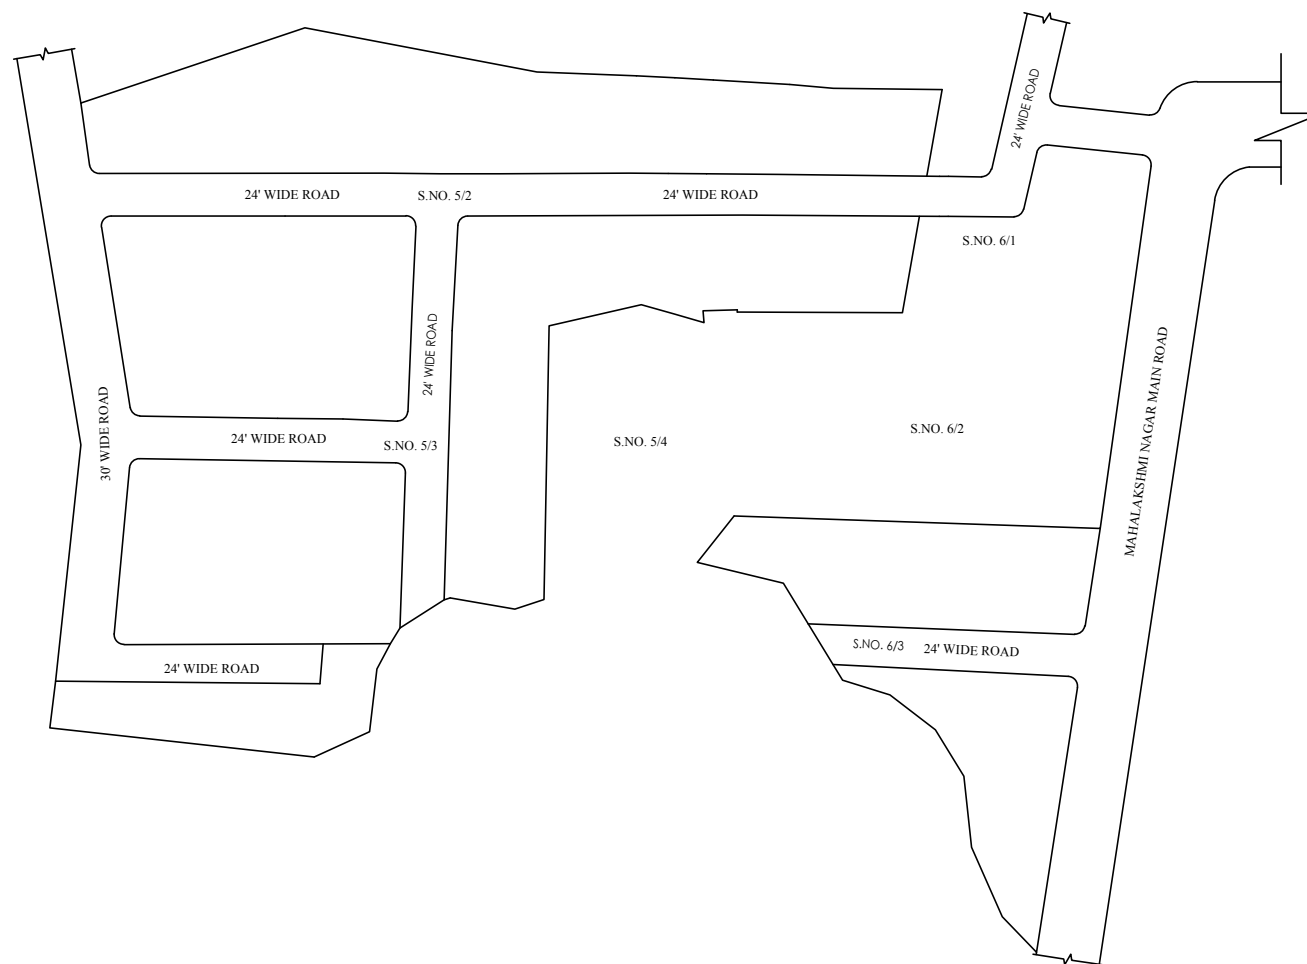 24' WIDE ROAD
24' WIDE ROAD
S.NO. 5/2
24' WIDE ROAD
S.NO. 6/1
24' WIDE ROAD
MAHALAKSHMI NAGAR MAIN ROAD
30' WIDE ROAD
24' WIDE ROAD
S.NO. 5/3
S.NO. 5/4
S.NO. 6/2
S.NO. 6/3
24' WIDE ROAD
24' WIDE ROAD